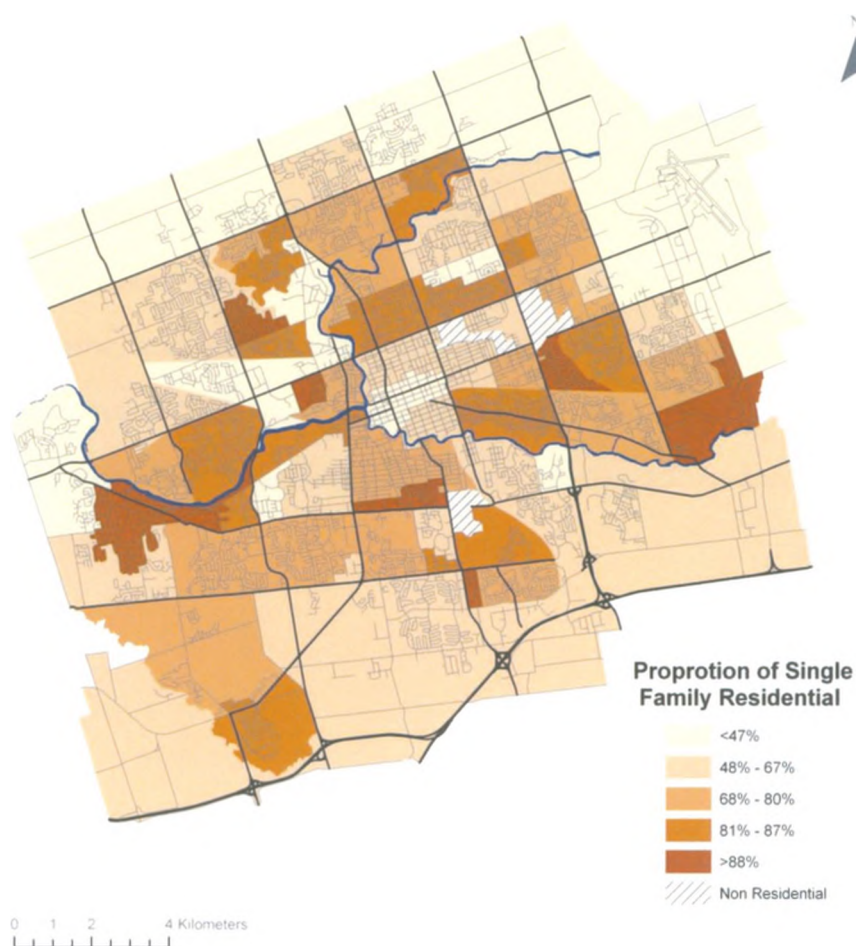 N
Proprotion of Single
Family Residential
<47%
48% - 67%
68% - 80%
81% - 87%
>88%
Non Residential
0 1 2 4 Kilometers